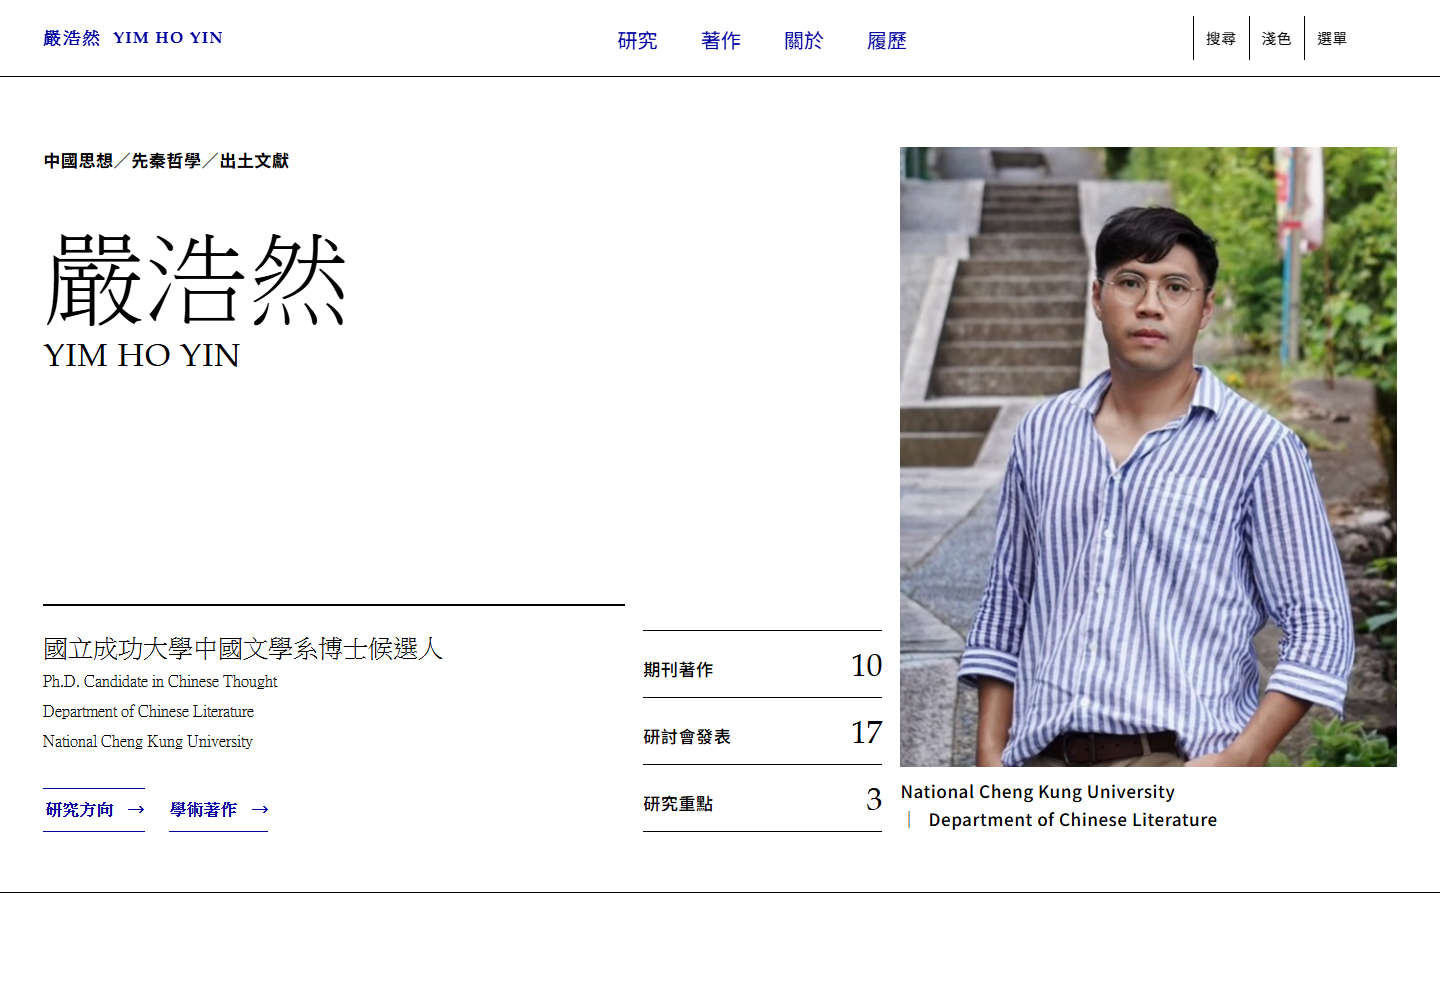 嚴浩然 YIM HO YIN
研究 著作 關於 履歷
搜尋 淺色 選單
中國思想／先秦哲學／出土文獻
嚴浩然
YIM HO YIN
國立成功大學中國文學系博士候選人
Ph.D. Candidate in Chinese Thought
Department of Chinese Literature
National Cheng Kung University
研究方向 → 學術著作 →
期刊著作 10
研討會發表 17
研究重點 3
National Cheng Kung University
| Department of Chinese Literature